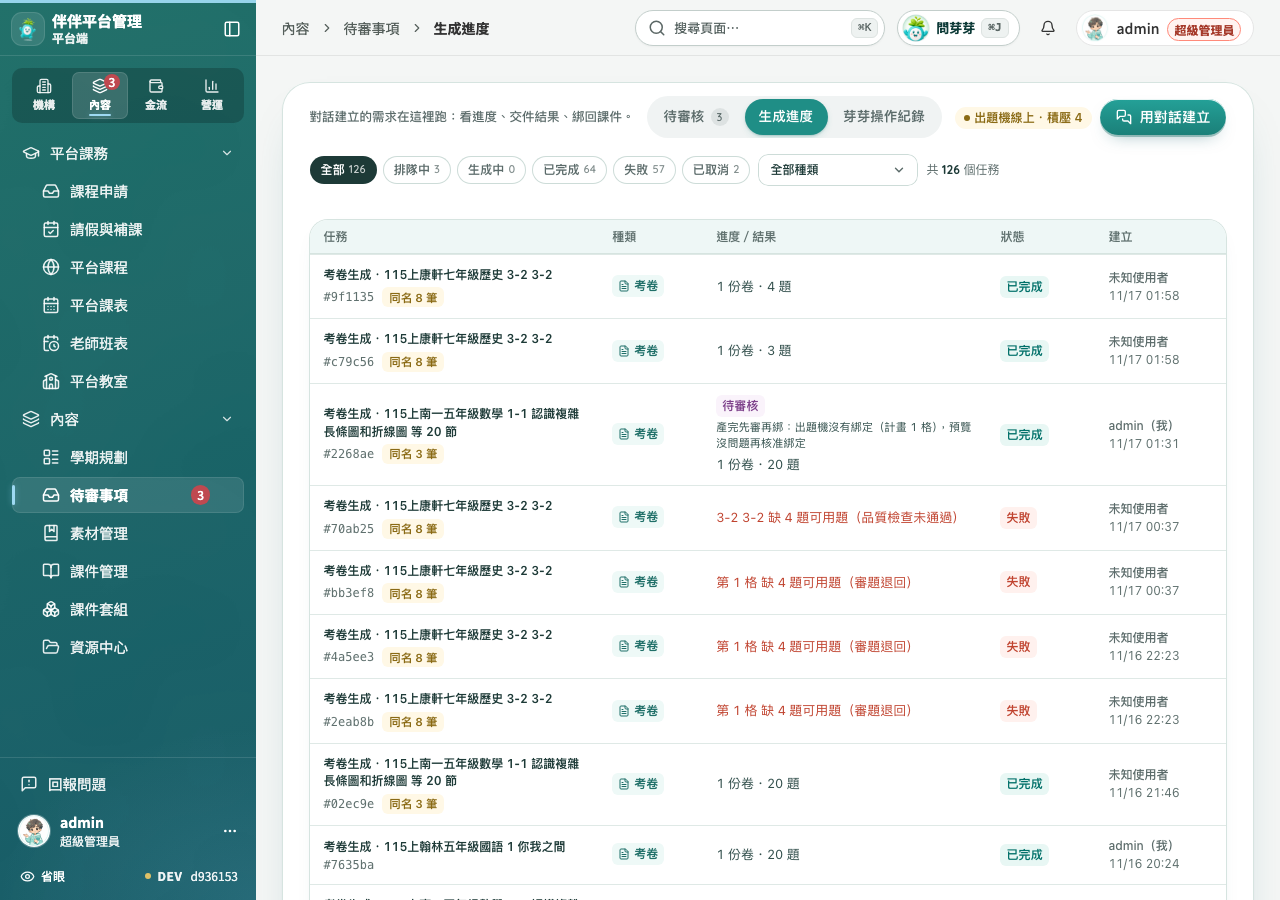 伴伴平台管理
平台端
機構
內容
3
金流
營運
平台課務
課程申請
請假與補課
平台課程
平台課表
老師班表
平台教室
內容
學期規劃
待審事項
3
素材管理
課件管理
課件套組
資源中心
回報問題
admin
超級管理員
省眼
DEV d936153
內容 > 待審事項 > 生成進度
搜尋頁面…
⌘K
問芽芽
⌘J
admin
超級管理員
對話建立的需求在這裡跑：看進度、交件結果、綁回課件。
待審核 3
生成進度
芽芽操作紀錄
出題機線上 · 積壓 4
用對話建立
全部 126
排隊中 3
生成中 0
已完成 64
失敗 57
已取消 2
全部種類
共 126 個任務
任務 種類 進度 / 結果 狀態 建立
考卷生成 · 115上康軒七年級歷史 3-2 3-2
#9f1135 同名 8 筆
考卷
1 份卷 · 4 題
已完成
未知使用者
11/17 01:58
考卷生成 · 115上康軒七年級歷史 3-2 3-2
#c79c56 同名 8 筆
考卷
1 份卷 · 3 題
已完成
未知使用者
11/17 01:58
考卷生成 · 115上南一五年級數學 1-1 認識複雜
長條圖和折線圖 等 20 節
#2268ae 同名 3 筆
考卷
待審核
產完先審再綁：出題機沒有綁定（計畫 1 格），預覽
沒問題再核准綁定
1 份卷 · 20 題
已完成
admin（我）
11/17 01:31
考卷生成 · 115上康軒七年級歷史 3-2 3-2
#70ab25 同名 8 筆
考卷
3-2 3-2 缺 4 題可用題（品質檢查未通過）
失敗
未知使用者
11/17 00:37
考卷生成 · 115上康軒七年級歷史 3-2 3-2
#bb3ef8 同名 8 筆
考卷
第 1 格 缺 4 題可用題（審題退回）
失敗
未知使用者
11/17 00:37
考卷生成 · 115上康軒七年級歷史 3-2 3-2
#4a5ee3 同名 8 筆
考卷
第 1 格 缺 4 題可用題（審題退回）
失敗
未知使用者
11/16 22:23
考卷生成 · 115上康軒七年級歷史 3-2 3-2
#2eab8b 同名 8 筆
考卷
第 1 格 缺 4 題可用題（審題退回）
失敗
未知使用者
11/16 22:23
考卷生成 · 115上南一五年級數學 1-1 認識複雜
長條圖和折線圖 等 20 節
#02ec9e 同名 3 筆
考卷
1 份卷 · 20 題
已完成
未知使用者
11/16 21:46
考卷生成 · 115上翰林五年級國語 1 你我之間
#7635ba
考卷
1 份卷 · 20 題
已完成
admin（我）
11/16 20:24